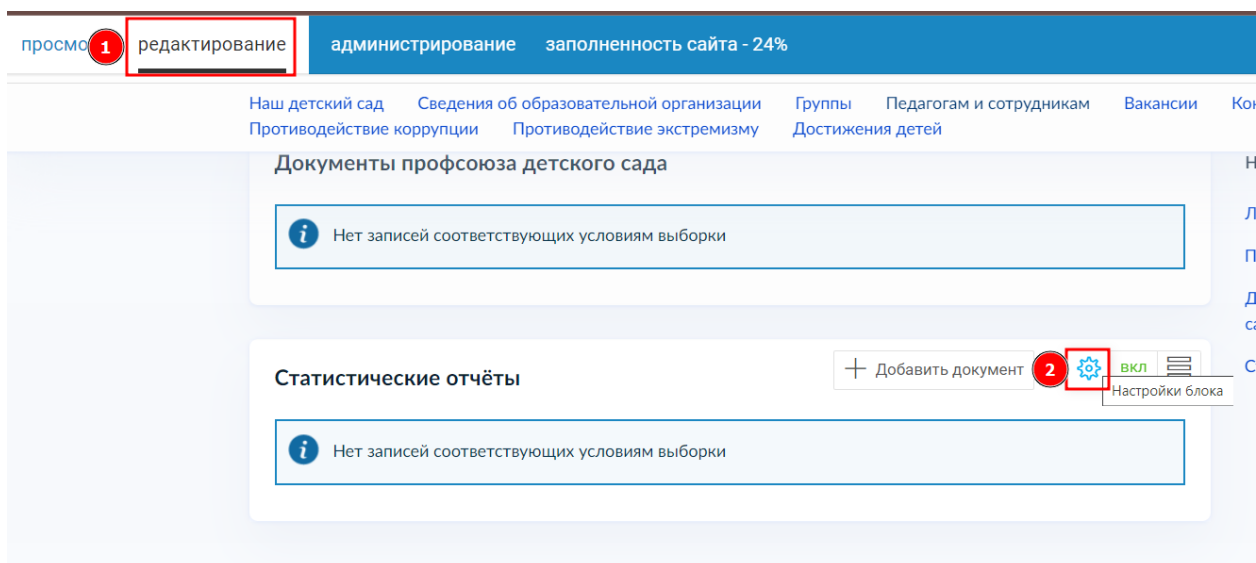 просмо 1 редактирование администрирование заполненность сайта - 24%
Наш детский сад Сведения об образовательной организации Группы Педагогам и сотрудникам Вакансии
Противодействие коррупции Противодействие экстремизму Достижения детей
Документы профсоюза детского сада
i Нет записей соответствующих условиям выборки
Статистические отчёты + Добавить документ 2 вкл
Настройки блока
i Нет записей соответствующих условиям выборки